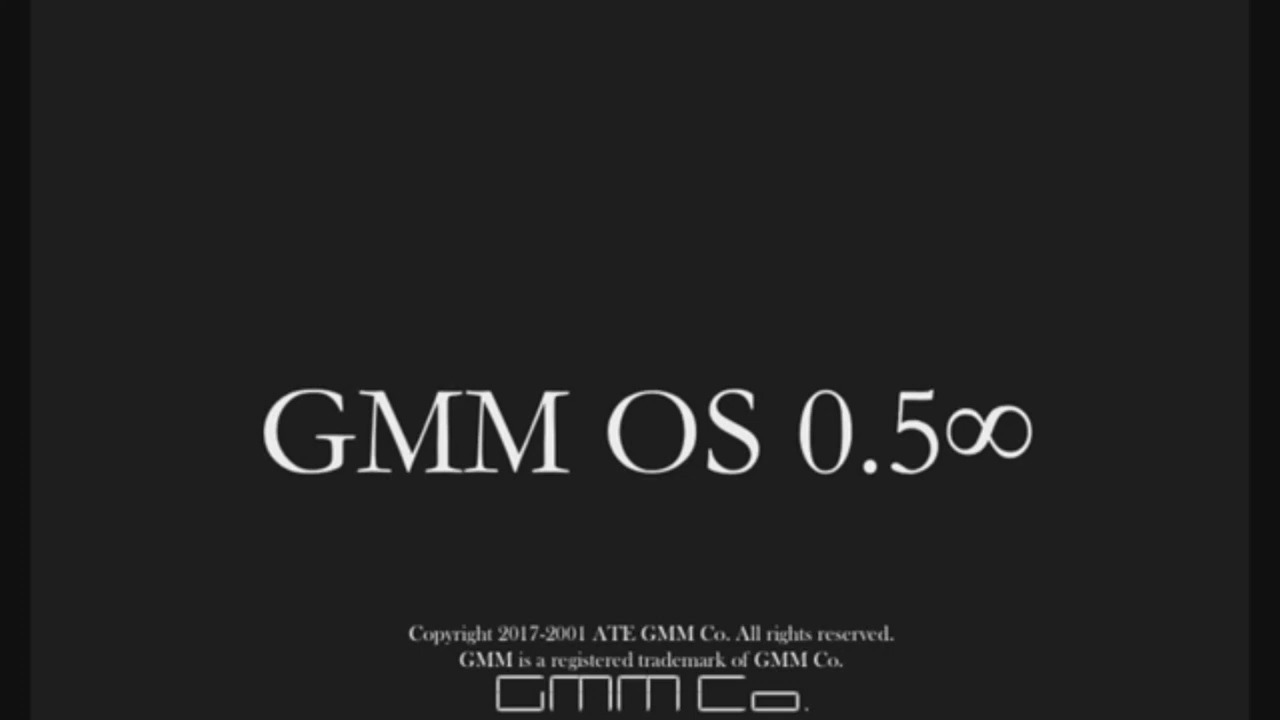 GMM OS 0.5∞
Copyright 2017-2001 ATE GMM Co. All rights reserved.
GMM is a registered trademark of GMM Co.
GMM Co.